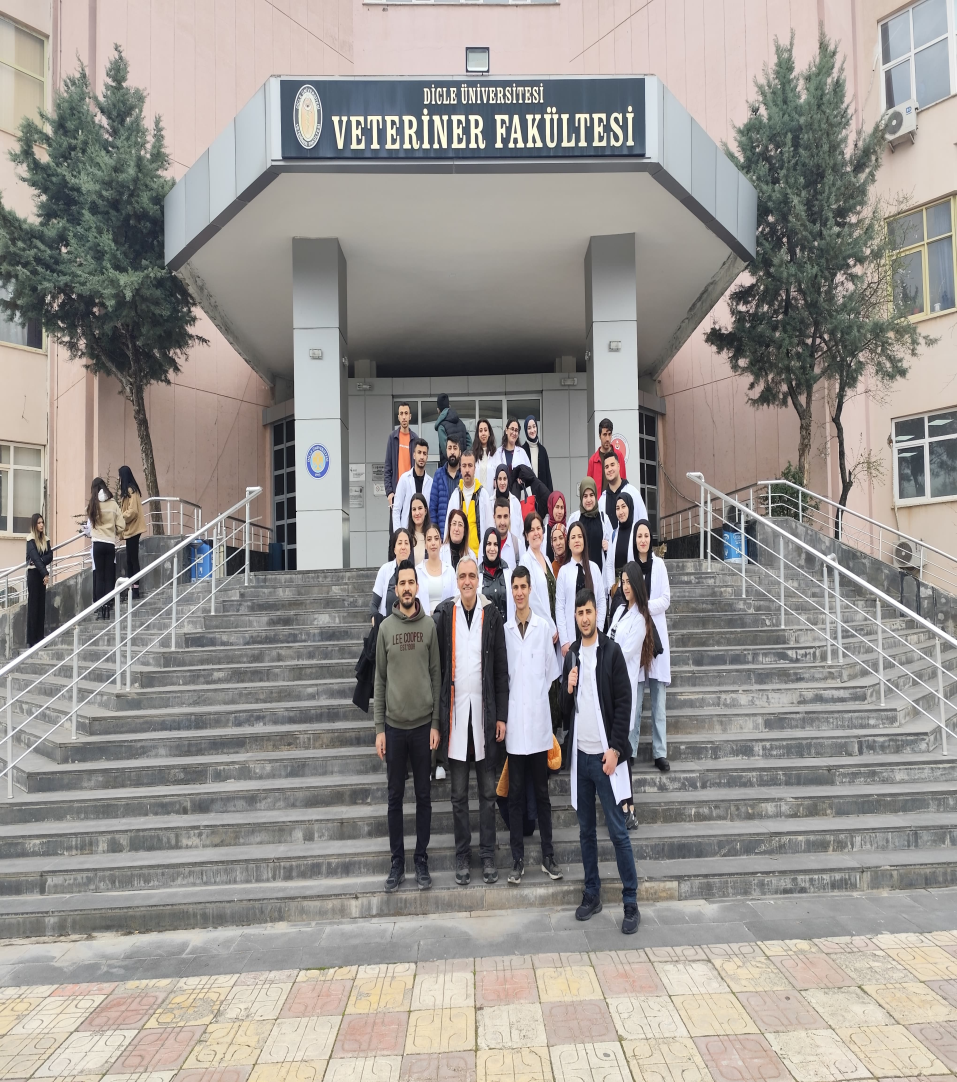 DİCLE ÜNİVERSİTESİ
VETERİNER FAKÜLTESİ
LEE COOPER